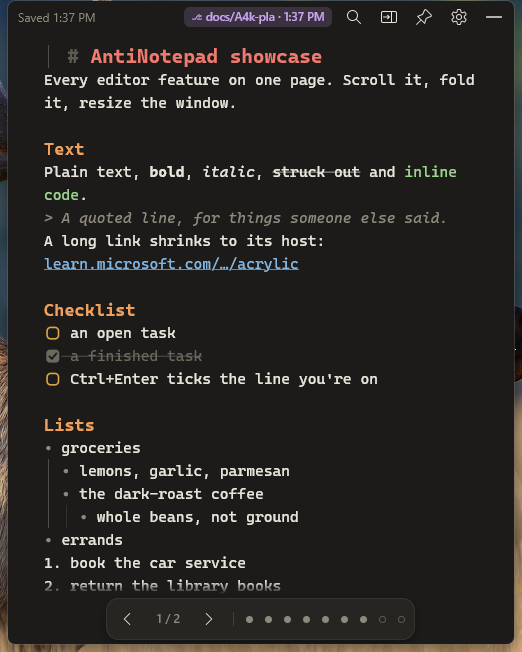 Saved 1:37 PM
docs/A4k-pla · 1:37 PM
# AntiNotepad showcase
Every editor feature on one page. Scroll it, fold
it, resize the window.
Text
Plain text, bold, italic, struck out and inline
code.
> A quoted line, for things someone else said.
A long link shrinks to its host:
learn.microsoft.com/…/acrylic
Checklist
an open task
a finished task
Ctrl+Enter ticks the line you're on
Lists
• groceries
• lemons, garlic, parmesan
• the dark-roast coffee
• whole beans, not ground
• errands
1. book the car service
2. return the library books
1 / 2